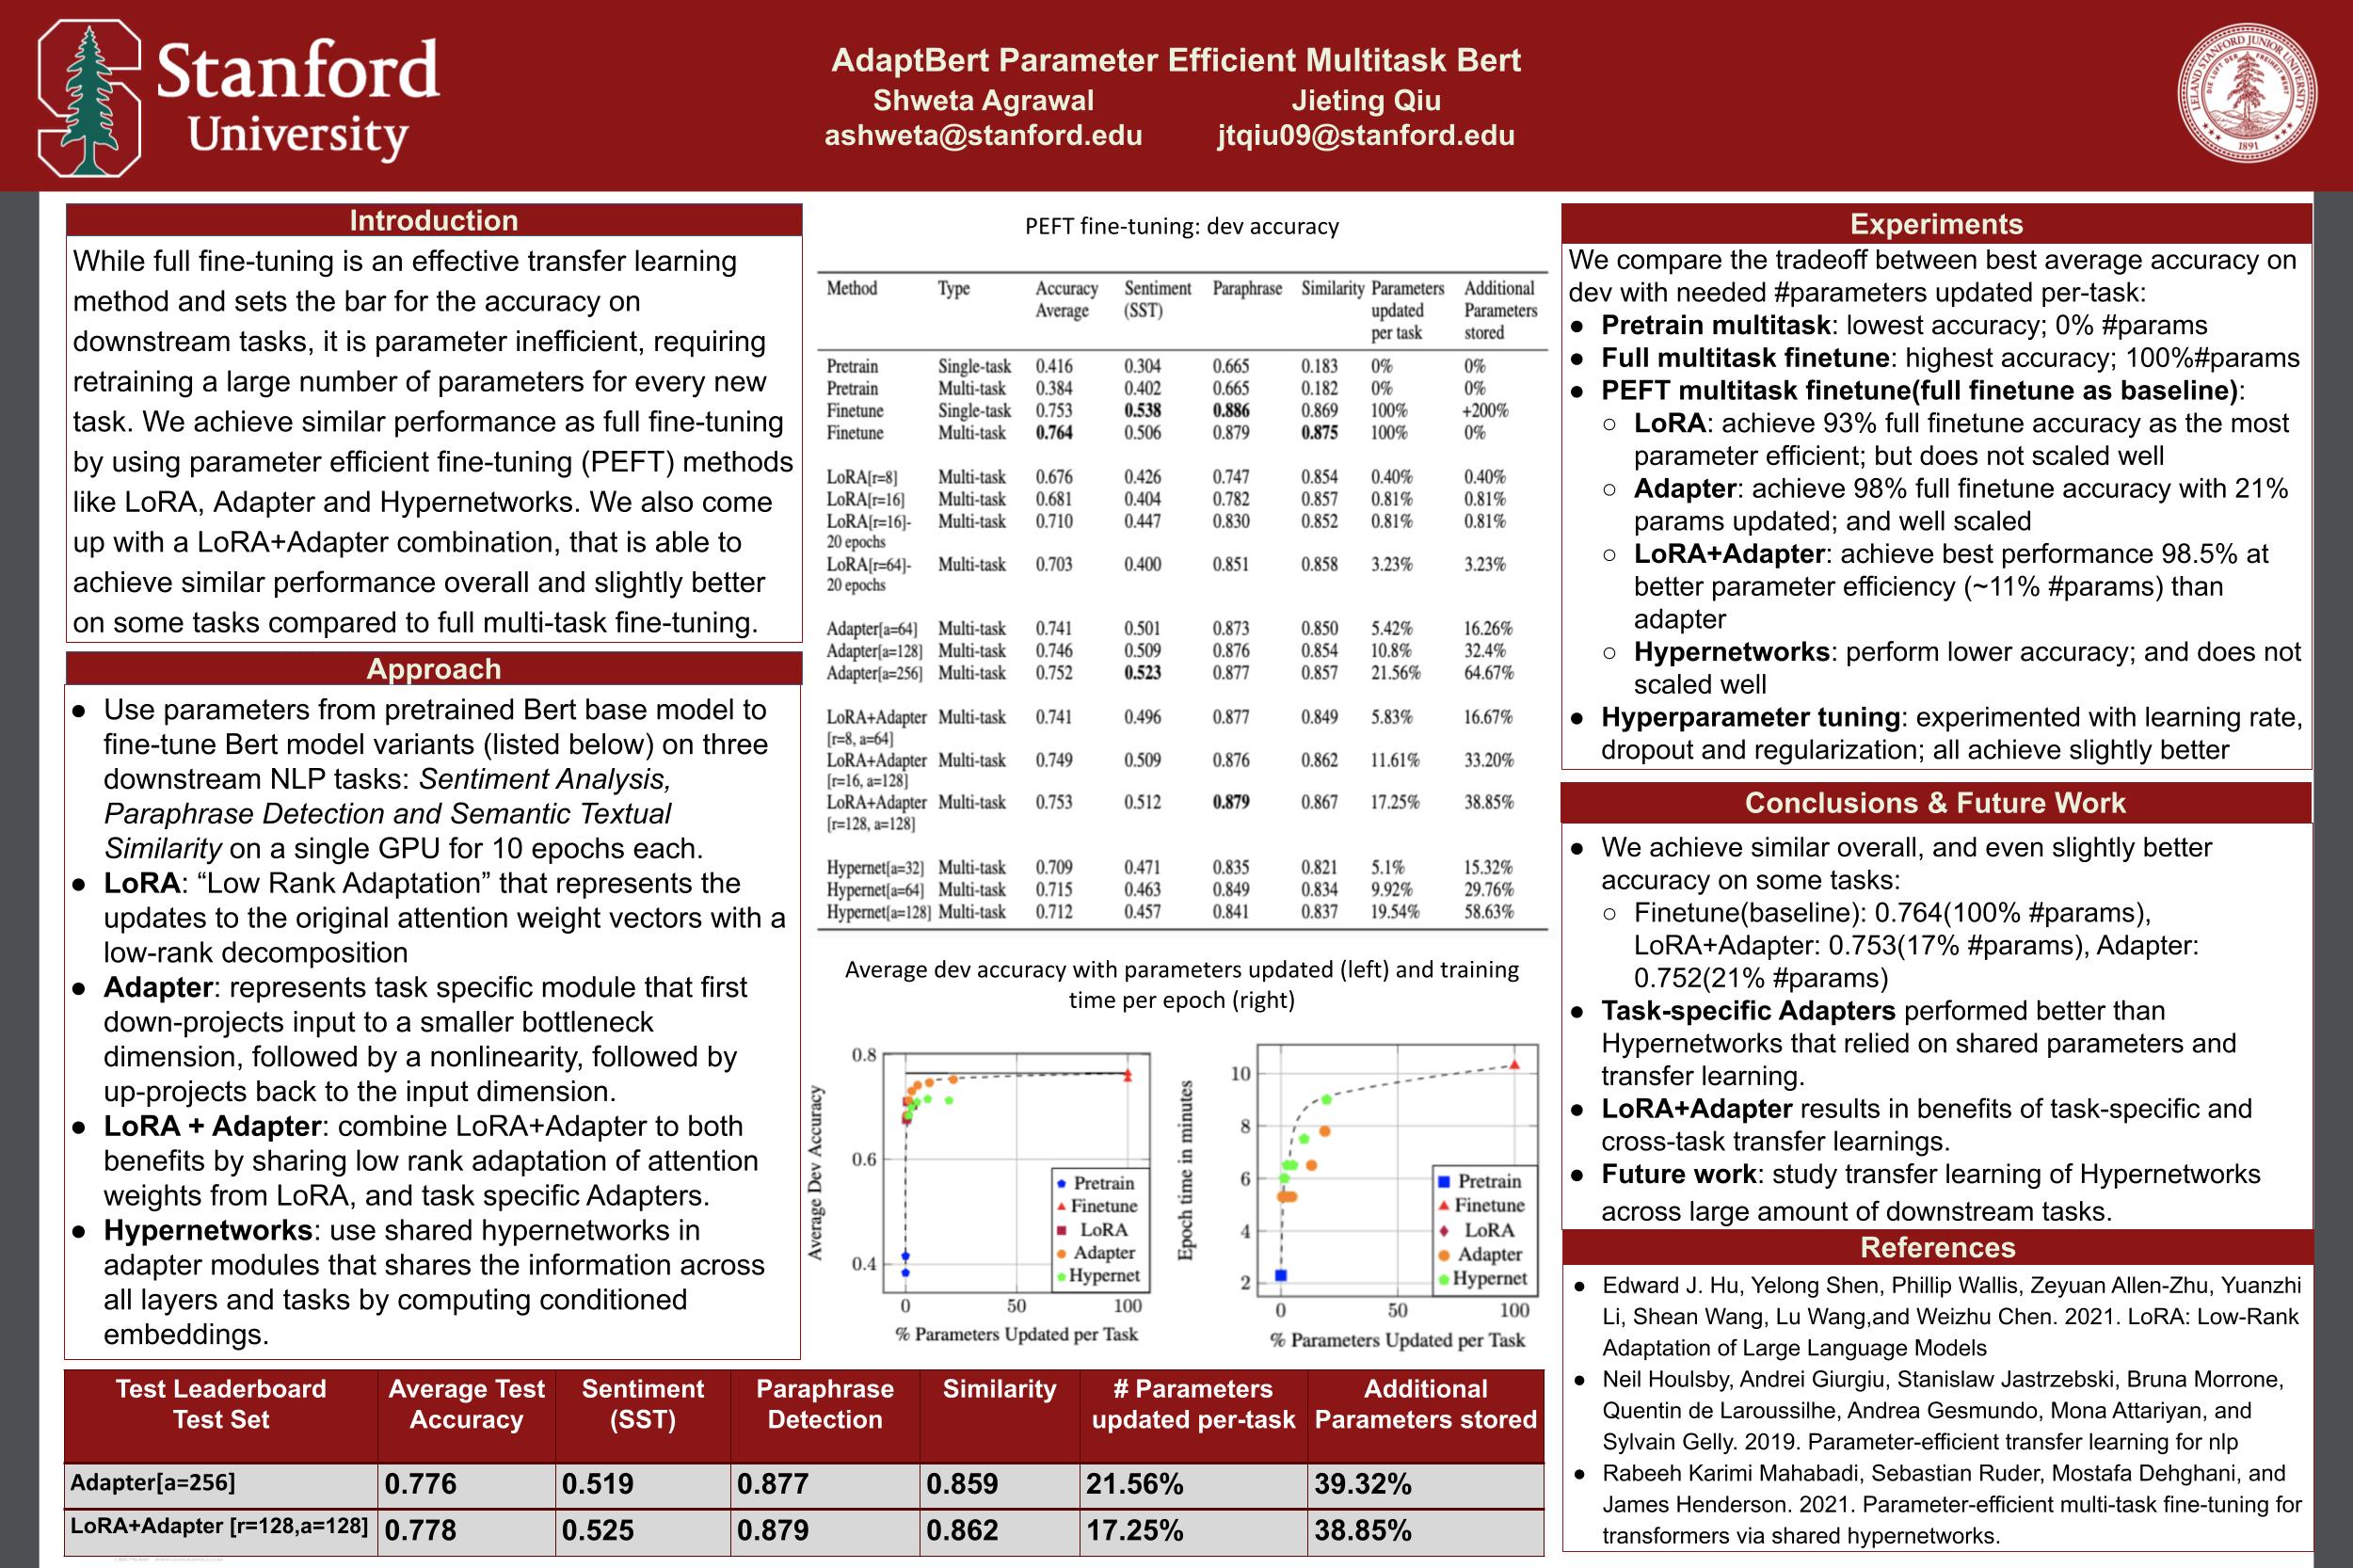 Stanford
University
AdaptBert Parameter Efficient Multitask Bert
Shweta Agrawal Jieting Qiu
ashweta@stanford.edu jtqiu09@stanford.edu
LELAND STANFORD JUNIOR UNIVERSITY
DIE LUFT DER FREIHEIT WEHT
1891
Introduction
While full fine-tuning is an effective transfer learning
method and sets the bar for the accuracy on
downstream tasks, it is parameter inefficient, requiring
retraining a large number of parameters for every new
task. We achieve similar performance as full fine-tuning
by using parameter efficient fine-tuning (PEFT) methods
like LoRA, Adapter and Hypernetworks. We also come
up with a LoRA+Adapter combination, that is able to
achieve similar performance overall and slightly better
on some tasks compared to full multi-task fine-tuning.
Approach
● Use parameters from pretrained Bert base model to
fine-tune Bert model variants (listed below) on three
downstream NLP tasks: Sentiment Analysis,
Paraphrase Detection and Semantic Textual
Similarity on a single GPU for 10 epochs each.
● LoRA: “Low Rank Adaptation” that represents the
updates to the original attention weight vectors with a
low-rank decomposition
● Adapter: represents task specific module that first
down-projects input to a smaller bottleneck
dimension, followed by a nonlinearity, followed by
up-projects back to the input dimension.
● LoRA + Adapter: combine LoRA+Adapter to both
benefits by sharing low rank adaptation of attention
weights from LoRA, and task specific Adapters.
● Hypernetworks: use shared hypernetworks in
adapter modules that shares the information across
all layers and tasks by computing conditioned
embeddings.
PEFT fine-tuning: dev accuracy
Method Type Accuracy Sentiment Paraphrase Similarity Parameters Additional
Average (SST) updated Parameters
per task stored
Pretrain Single-task 0.416 0.304 0.665 0.183 0% 0%
Pretrain Multi-task 0.384 0.402 0.665 0.182 0% 0%
Finetune Single-task 0.753 0.538 0.886 0.869 100% +200%
Finetune Multi-task 0.764 0.506 0.879 0.875 100% 0%
LoRA[r=8] Multi-task 0.676 0.426 0.747 0.854 0.40% 0.40%
LoRA[r=16] Multi-task 0.681 0.404 0.782 0.857 0.81% 0.81%
LoRA[r=16]- Multi-task 0.710 0.447 0.830 0.852 0.81% 0.81%
20 epochs
LoRA[r=64]- Multi-task 0.703 0.400 0.851 0.858 3.23% 3.23%
20 epochs
Adapter[a=64] Multi-task 0.741 0.501 0.873 0.850 5.42% 16.26%
Adapter[a=128] Multi-task 0.746 0.509 0.876 0.854 10.8% 32.4%
Adapter[a=256] Multi-task 0.752 0.523 0.877 0.857 21.56% 64.67%
LoRA+Adapter Multi-task 0.741 0.496 0.877 0.849 5.83% 16.67%
[r=8, a=64]
LoRA+Adapter Multi-task 0.749 0.509 0.876 0.862 11.61% 33.20%
[r=16, a=128]
LoRA+Adapter Multi-task 0.753 0.512 0.879 0.867 17.25% 38.85%
[r=128, a=128]
Hypernet[a=32] Multi-task 0.709 0.471 0.835 0.821 5.1% 15.32%
Hypernet[a=64] Multi-task 0.715 0.463 0.849 0.834 9.92% 29.76%
Hypernet[a=128] Multi-task 0.712 0.457 0.841 0.837 19.54% 58.63%
Average dev accuracy with parameters updated (left) and training
time per epoch (right)
Average Dev Accuracy
0.8
0.6
0.4
0 50 100
% Parameters Updated per Task
Pretrain
Finetune
LoRA
Adapter
Hypernet
Epoch time in minutes
10
8
6
4
2
0 50 100
% Parameters Updated per Task
Pretrain
Finetune
LoRA
Adapter
Hypernet
Test Leaderboard Average Test Sentiment Paraphrase Similarity # Parameters Additional
Test Set Accuracy (SST) Detection updated per-task Parameters stored
Adapter[a=256] 0.776 0.519 0.877 0.859 21.56% 39.32%
LoRA+Adapter [r=128,a=128] 0.778 0.525 0.879 0.862 17.25% 38.85%
Experiments
We compare the tradeoff between best average accuracy on
dev with needed #parameters updated per-task:
● Pretrain multitask: lowest accuracy; 0% #params
● Full multitask finetune: highest accuracy; 100%#params
● PEFT multitask finetune(full finetune as baseline):
○ LoRA: achieve 93% full finetune accuracy as the most
parameter efficient; but does not scaled well
○ Adapter: achieve 98% full finetune accuracy with 21%
params updated; and well scaled
○ LoRA+Adapter: achieve best performance 98.5% at
better parameter efficiency (~11% #params) than
adapter
○ Hypernetworks: perform lower accuracy; and does not
scaled well
● Hyperparameter tuning: experimented with learning rate,
dropout and regularization; all achieve slightly better
Conclusions & Future Work
● We achieve similar overall, and even slightly better
accuracy on some tasks:
○ Finetune(baseline): 0.764(100% #params),
LoRA+Adapter: 0.753(17% #params), Adapter:
0.752(21% #params)
● Task-specific Adapters performed better than
Hypernetworks that relied on shared parameters and
transfer learning.
● LoRA+Adapter results in benefits of task-specific and
cross-task transfer learnings.
● Future work: study transfer learning of Hypernetworks
across large amount of downstream tasks.
References
● Edward J. Hu, Yelong Shen, Phillip Wallis, Zeyuan Allen-Zhu, Yuanzhi
Li, Shean Wang, Lu Wang,and Weizhu Chen. 2021. LoRA: Low-Rank
Adaptation of Large Language Models
● Neil Houlsby, Andrei Giurgiu, Stanislaw Jastrzebski, Bruna Morrone,
Quentin de Laroussilhe, Andrea Gesmundo, Mona Attariyan, and
Sylvain Gelly. 2019. Parameter-efficient transfer learning for nlp
● Rabeeh Karimi Mahabadi, Sebastian Ruder, Mostafa Dehghani, and
James Henderson. 2021. Parameter-efficient multi-task fine-tuning for
transformers via shared hypernetworks.